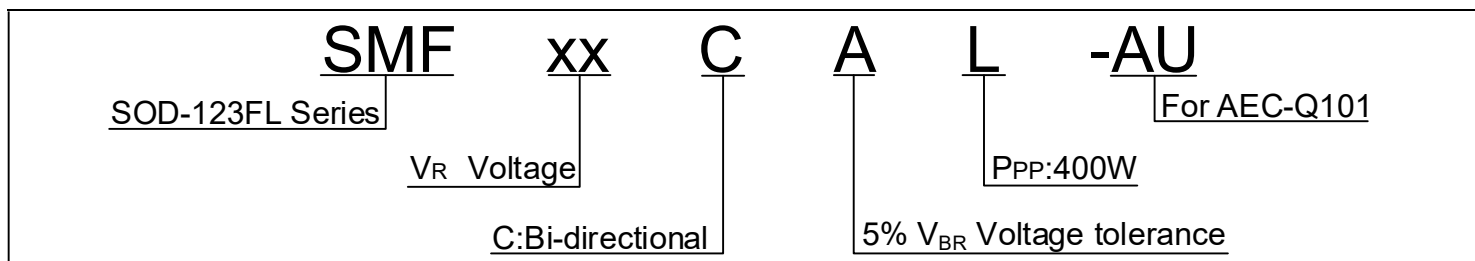 SMF xx C A L -AU
SOD-123FL Series
For AEC-Q101
VR Voltage
PPP:400W
C:Bi-directional
5% VBR Voltage tolerance